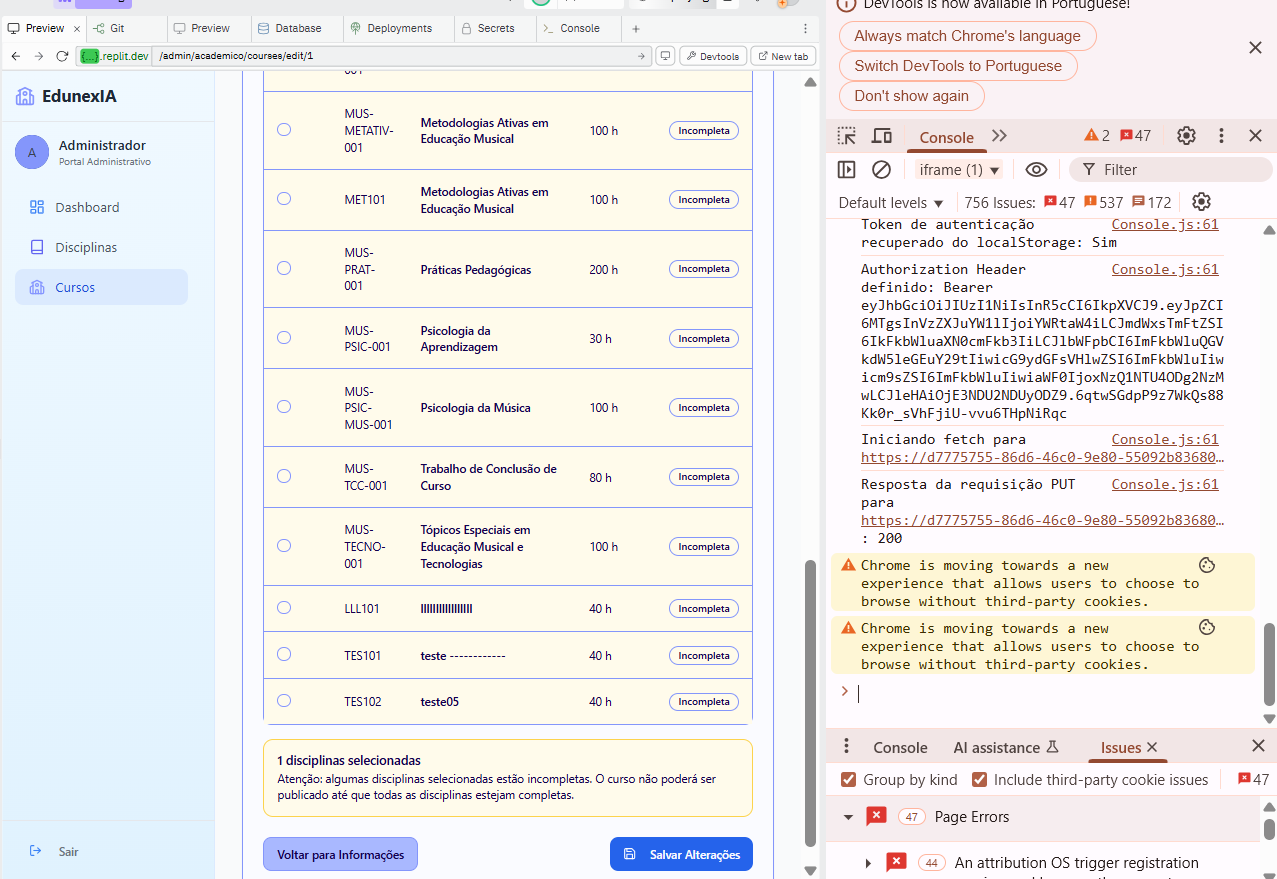 Preview
Git
Preview
Database
Deployments
Secrets
Console
.replit.dev
/admin/academico/courses/edit/1
Devtools
New tab
EdunexIA
A
Administrador
Portal Administrativo
Dashboard
Disciplinas
Cursos
Sair
001
MUS-
METATIV-
001
Metodologias Ativas em
Educação Musical
100 h
Incompleta
MET101
Metodologias Ativas em
Educação Musical
100 h
Incompleta
MUS-
PRAT-
001
Práticas Pedagógicas
200 h
Incompleta
MUS-
PSIC-001
Psicologia da
Aprendizagem
30 h
Incompleta
MUS-
PSIC-
MUS-001
Psicologia da Música
100 h
Incompleta
MUS-
TCC-001
Trabalho de Conclusão de
Curso
80 h
Incompleta
MUS-
TECNO-
001
Tópicos Especiais em
Educação Musical e
Tecnologias
100 h
Incompleta
LLL101
40 h
Incompleta
TES101
teste ------------
40 h
Incompleta
TES102
teste05
40 h
Incompleta
1 disciplinas selecionadas
Atenção: algumas disciplinas selecionadas estão incompletas. O curso não poderá ser
publicado até que todas as disciplinas estejam completas.
Voltar para Informações
Salvar Alterações
DevTools is now available in Portuguese!
Always match Chrome's language
Switch DevTools to Portuguese
Don't show again
Console
2
47
iframe (1)
Filter
Default levels
756 Issues:
47
537
172
Token de autenticação
Console.js:61
recuperado do localStorage: Sim
Authorization Header
Console.js:61
definido: Bearer
eyJhbGciOiJIUzI1NiIsInR5cCI6IkpXVCJ9.eyJpZCI
6MTgsInVzZXJuYW1lIjoiYWRtaW4iLCJmdWxsTmFtZSI
6IkFkbWluaXN0cmFkb3IiLCJlbWFpbCI6ImFkbWluQGV
kdW5leGEuY29tIiwicG9ydGFsVHlwZSI6ImFkbWluIiw
icm9sZSI6ImFkbWluIiwiaWF0IjoxNzQ1NTU4ODg2NzM
wLCJleHAiOjE3NDU2NDUyODZ9.6qtwSGdpP9z7WkQs88
Kk0r_sVhFjiU-vvu6THpNiRqc
Iniciando fetch para
Console.js:61
https://d7775755-86d6-46c0-9e80-55092b83680…
Resposta da requisição PUT
Console.js:61
para
https://d7775755-86d6-46c0-9e80-55092b83680…
: 200
Chrome is moving towards a new
experience that allows users to choose to
browse without third-party cookies.
Chrome is moving towards a new
experience that allows users to choose to
browse without third-party cookies.
Console
AI assistance
Issues
Group by kind
Include third-party cookie issues
47
47
Page Errors
44
An attribution OS trigger registration